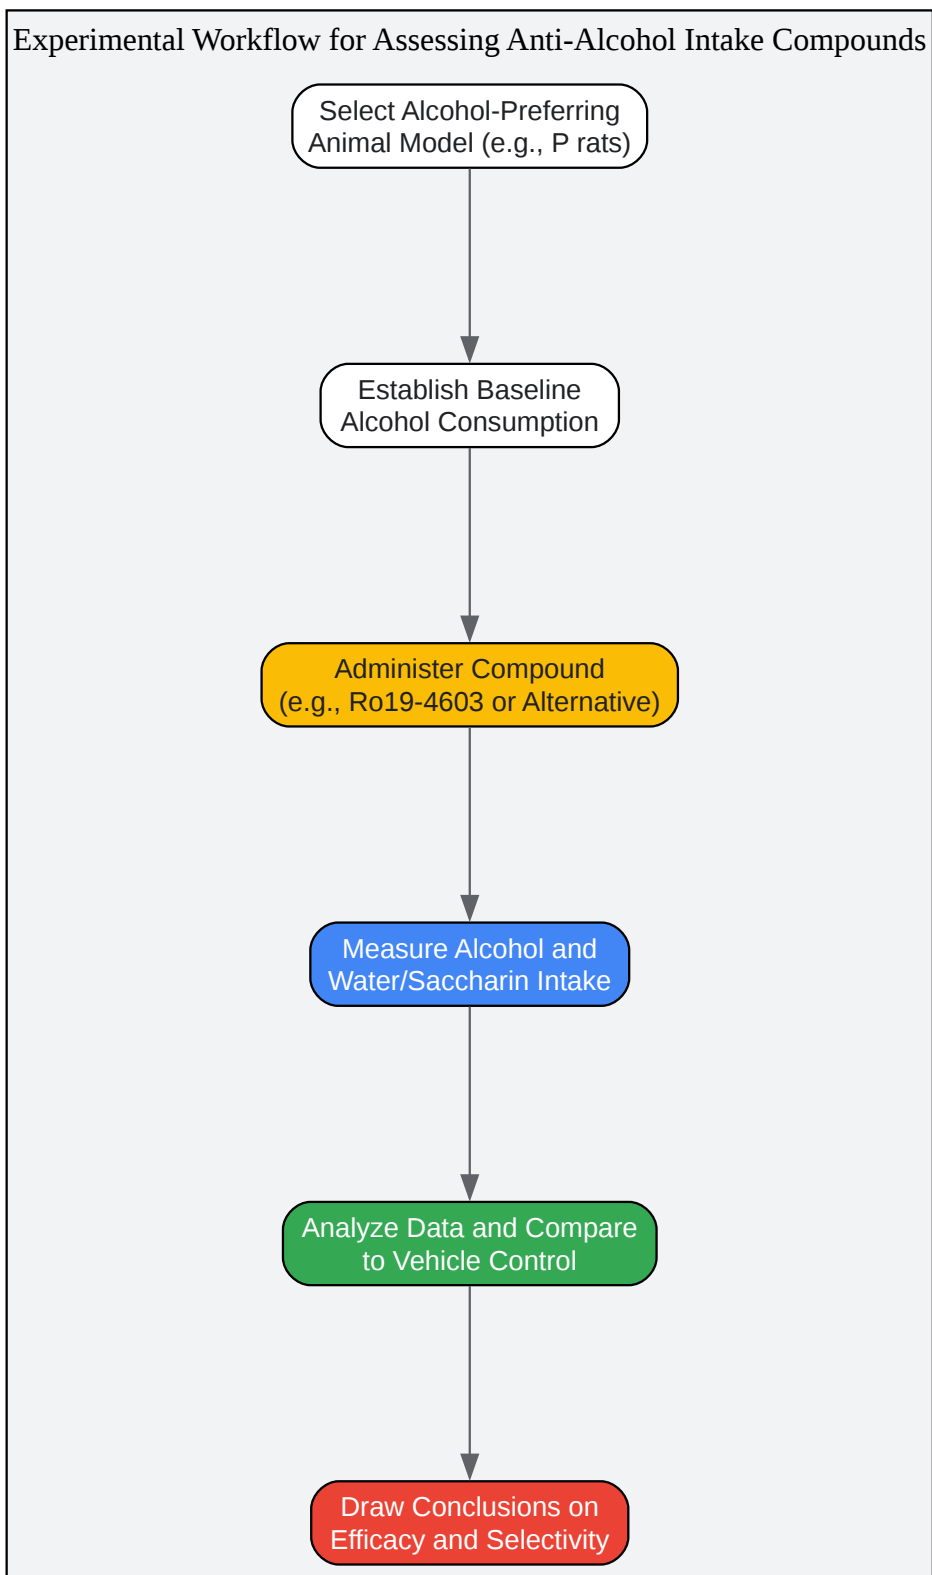 Experimental Workflow for Assessing Anti-Alcohol Intake Compounds
Select Alcohol-Preferring
Animal Model (e.g., P rats)
Establish Baseline
Alcohol Consumption
Administer Compound
(e.g., Ro19-4603 or Alternative)
Measure Alcohol and
Water/Saccharin Intake
Analyze Data and Compare
to Vehicle Control
Draw Conclusions on
Efficacy and Selectivity